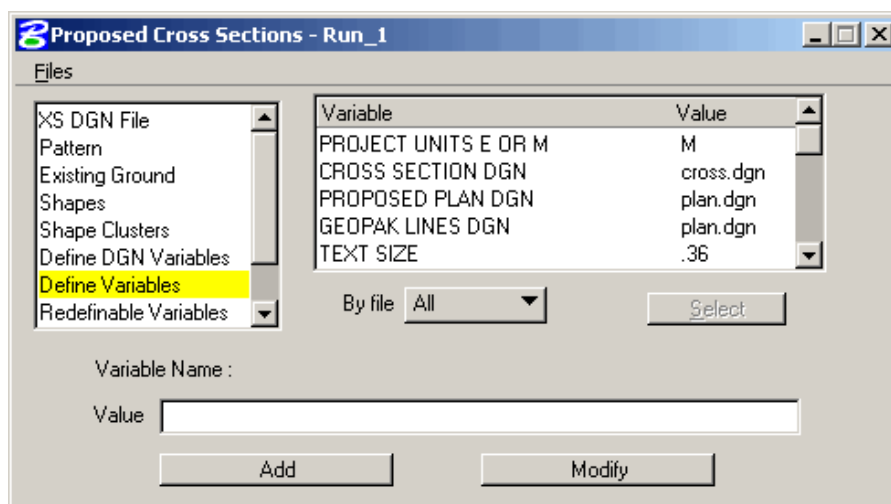 Proposed Cross Sections - Run_1
Files
XS DGN File
Pattern
Existing Ground
Shapes
Shape Clusters
Define DGN Variables
Define Variables
Redefinable Variables
Variable Value
PROJECT UNITS E OR M M
CROSS SECTION DGN cross.dgn
PROPOSED PLAN DGN plan.dgn
GEOPAK LINES DGN plan.dgn
TEXT SIZE .36
By file All Select
Variable Name :
Value
Add Modify